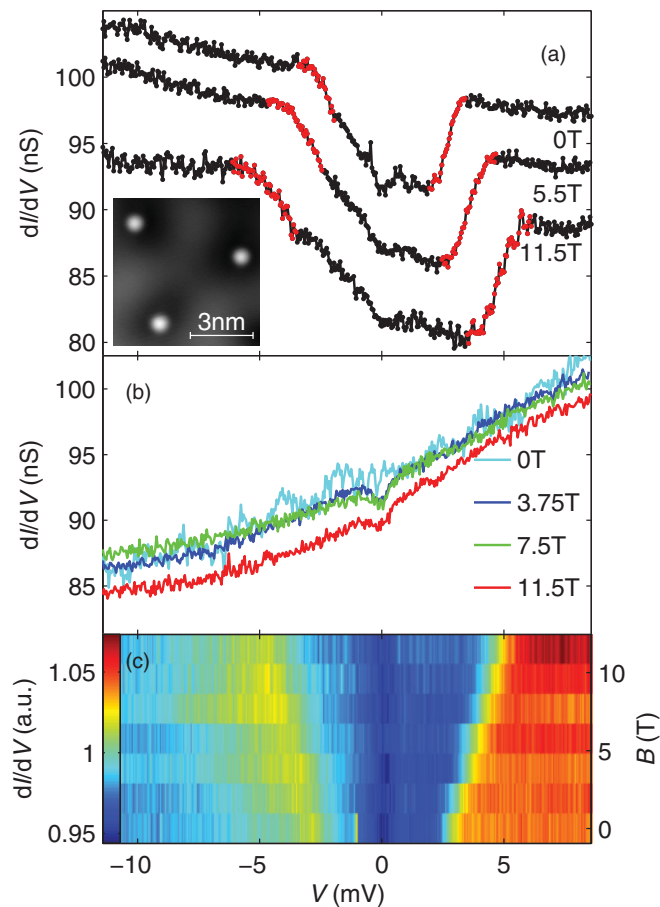 (a)
dI/dV (nS)
100
95
90
85
80
0T
5.5T
11.5T
3nm
(b)
dI/dV (nS)
100
95
90
85
0T
3.75T
7.5T
11.5T
(c)
dI/dV (a.u.)
1.05
1
0.95
10
5
0
B (T)
−10
−5
0
5
V (mV)